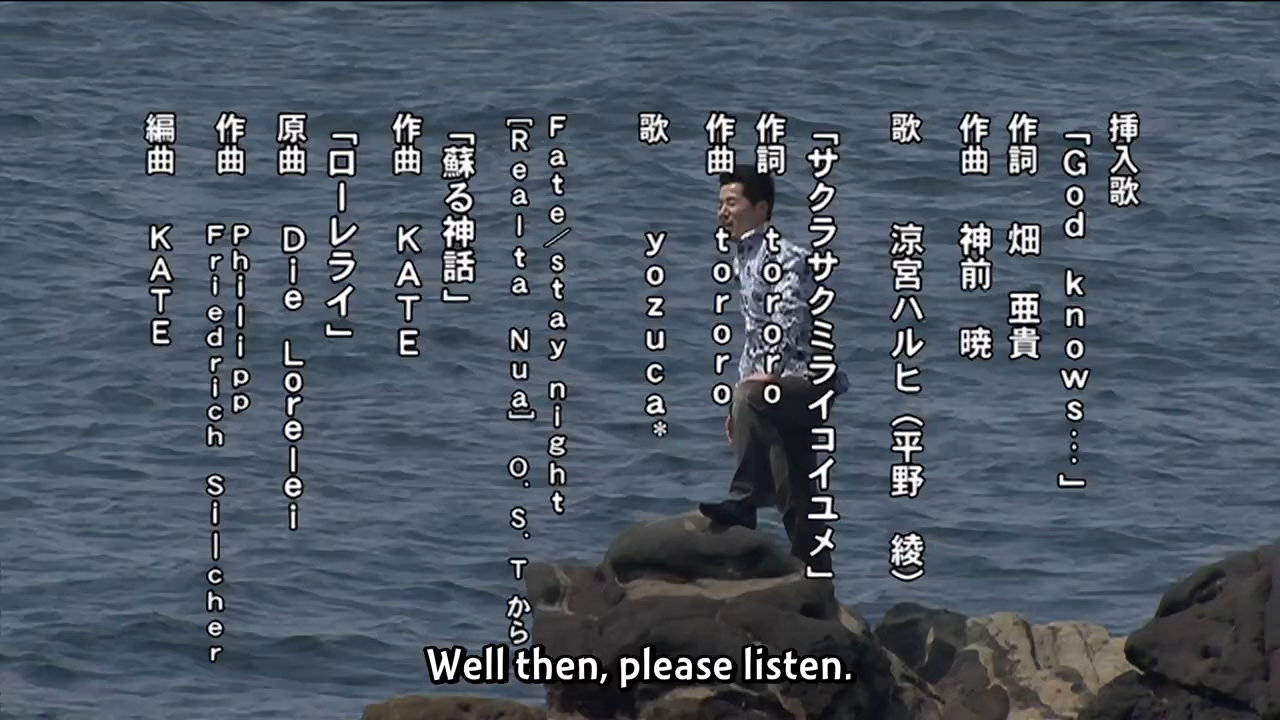 挿入歌
「God knows…」
作詞 畑 亜貴
作曲 神前 暁
歌 涼宮ハルヒ（平野 綾）
「サクラサクミライコイユメ」
作詞 tororo
作曲 tororo
歌 yozuca*
Fate／stay night
［Realta Nua］ O．S．Tから
「蘇る神話」
作曲 KATE
「ローレライ」
原曲 Die Lorelei
作曲 Philipp
Friedrich Silcher
編曲 KATE
Well then, please listen.